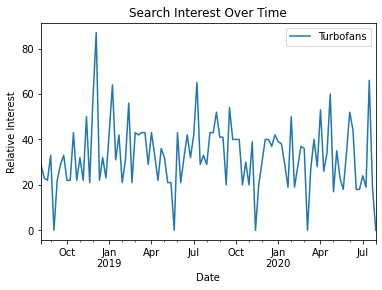 Search Interest Over Time
Turbofans
Relative Interest
80
60
40
20
0
Oct Jan Apr Jul Oct Jan Apr Jul
2019 2020
Date